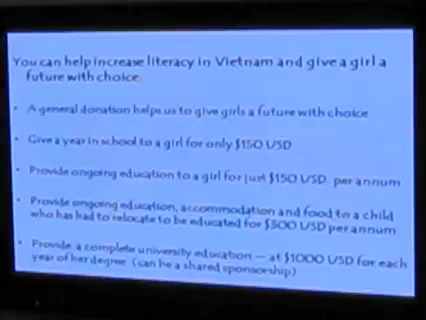 You can help increase literacy in Vietnam and give a girl a
future with choice:
• A general donation helps us to give girls a future with choice
• Give a year in school to a girl for only $150 USD
• Provide ongoing education to a girl for just $150 USD per annum
• Provide ongoing education, accommodation and food to a child
who has had to relocate to be educated for $500 USD per annum
• Provide a complete university education – at $1000 USD for each
year of her degree (can be a shared sponsorship)